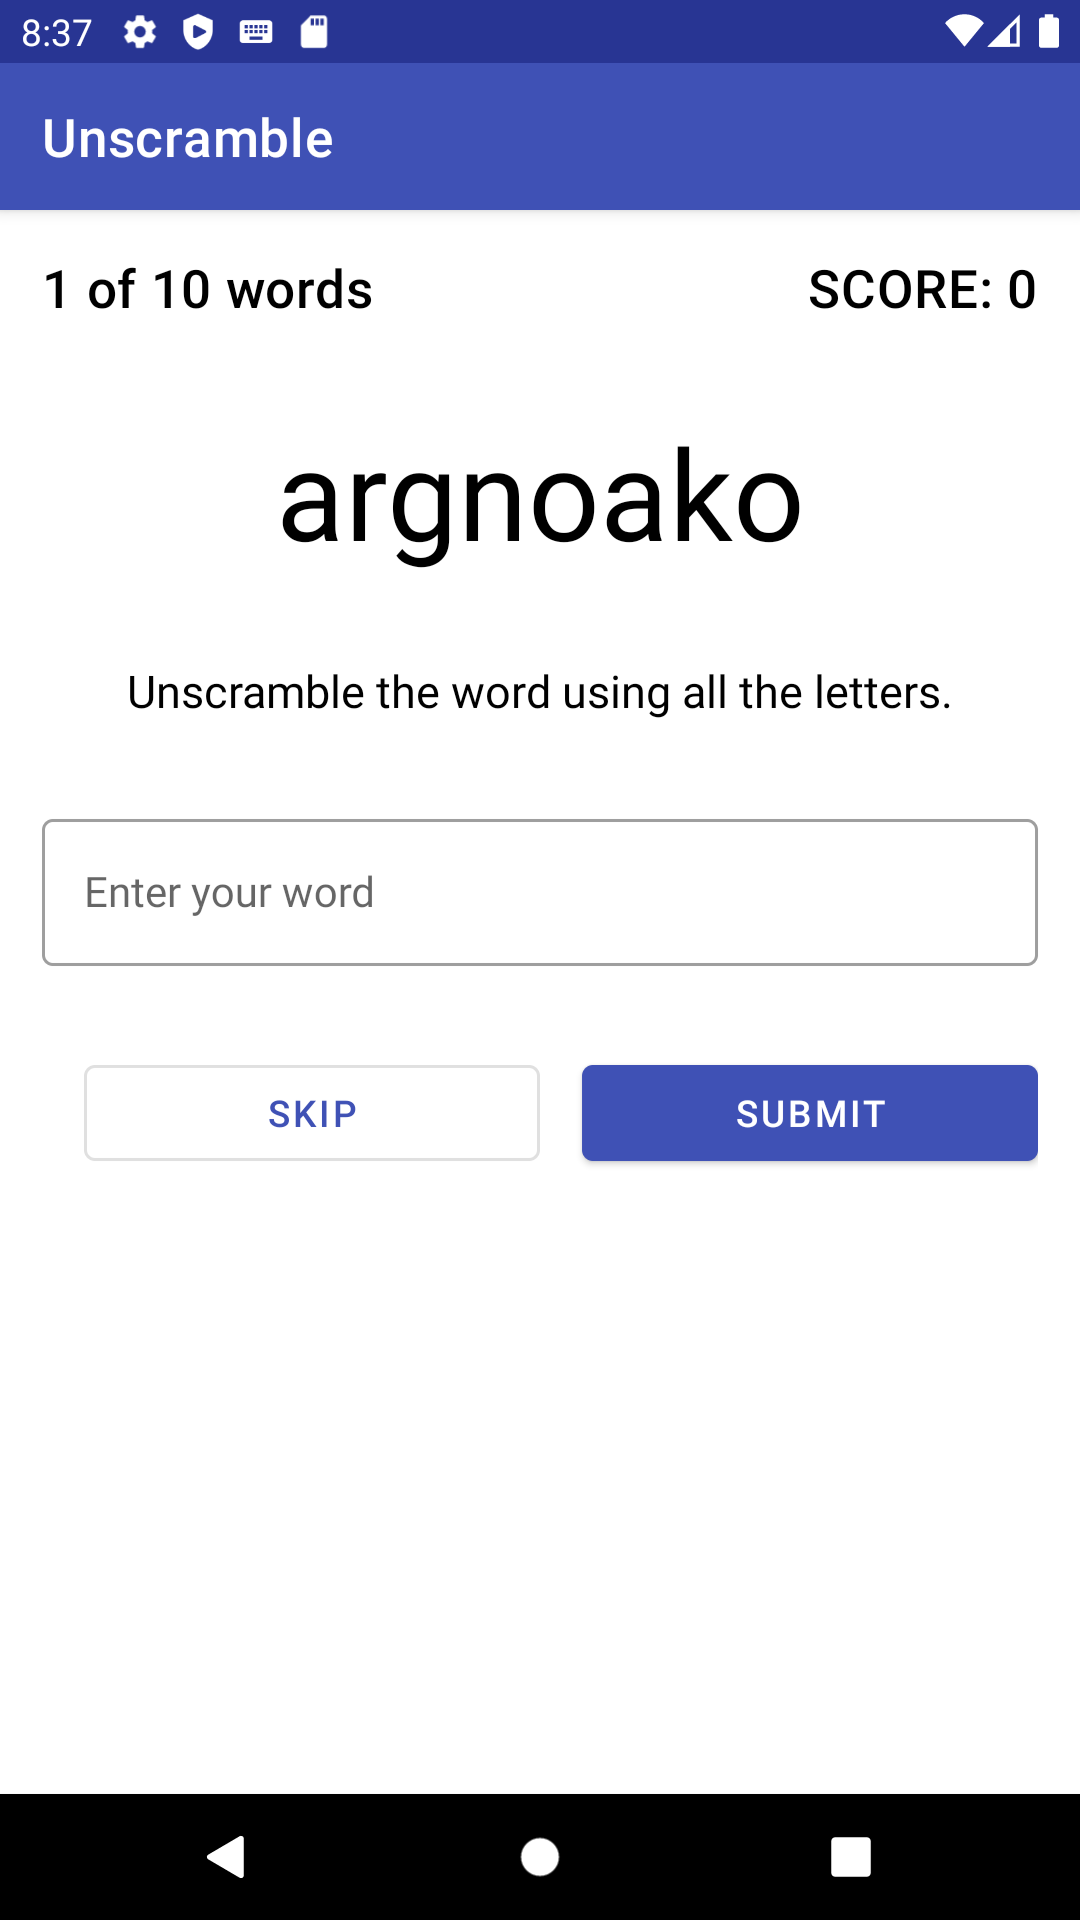 8:37
Unscramble
1 of 10 words
SCORE: 0
argnoako
Unscramble the word using all the letters.
Enter your word
SKIP
SUBMIT